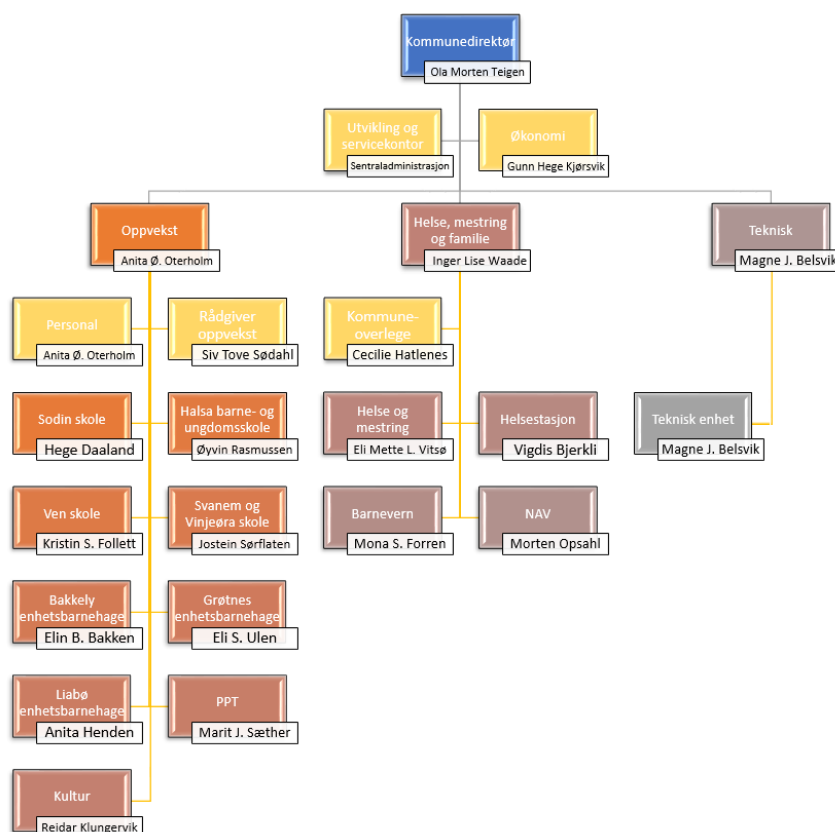 Kommunedirektør
Ola Morten Teigen
Utvikling og
servicekontor
Sentraladministrasjon
Økonomi
Gunn Hege Kjørsvik
Oppvekst
Anita Ø. Oterholm
Helse, mestring
og familie
Inger Lise Waade
Teknisk
Magne J. Belsvik
Personal
Anita Ø. Oterholm
Rådgiver
oppvekst
Siv Tove Sødahl
Kommune-
overlege
Cecilie Hatlenes
Sodin skole
Hege Daaland
Halsa barne- og
ungdomsskole
Øyvin Rasmussen
Helse og
mestring
Eli Mette L. Vitsø
Helsestasjon
Vigdis Bjerkli
Teknisk enhet
Magne J. Belsvik
Ven skole
Kristin S. Follett
Svanem og
Vinjeøra skole
Jostein Sørflaten
Barnevern
Mona S. Forren
NAV
Morten Opsahl
Bakkely
enhetsbarnehage
Elin B. Bakken
Grøtnes
enhetsbarnehage
Eli S. Ulen
Liabø
enhetsbarnehage
Anita Henden
PPT
Marit J. Sæther
Kultur
Reidar Klungervik